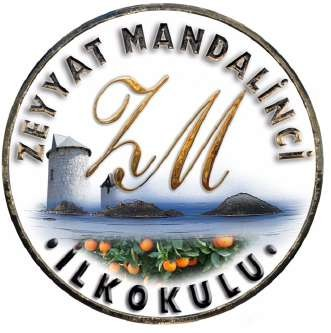 ZEYYAT MANDALİNCİ
ZM
• İLKOKULU •